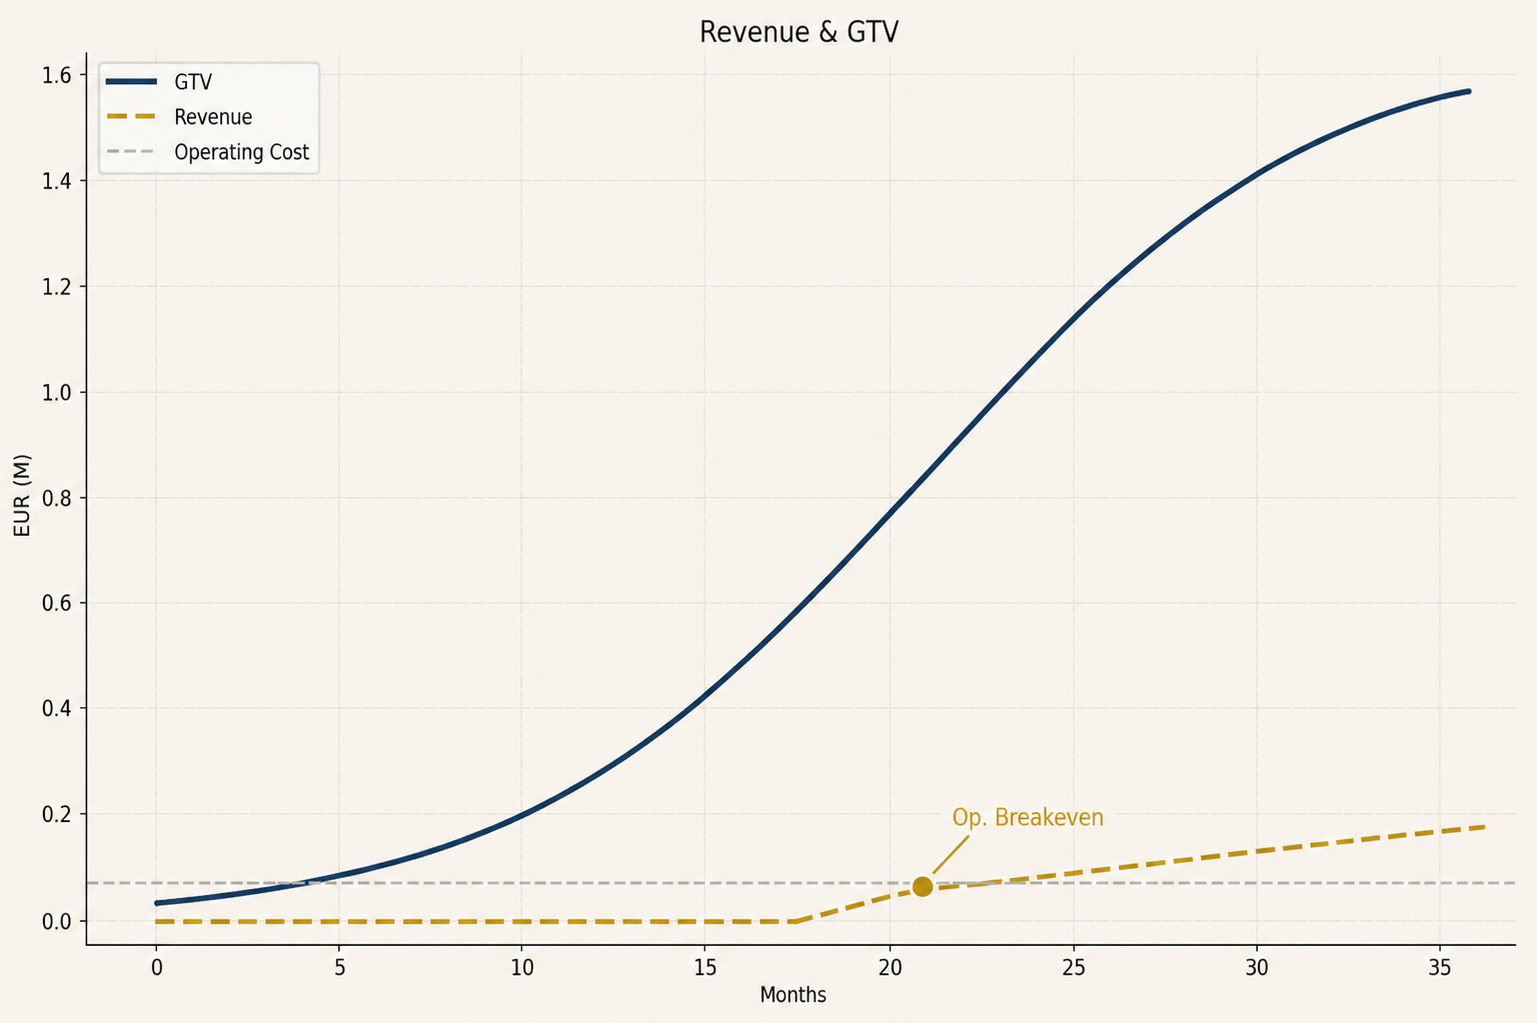 Revenue & GTV
GTV
Revenue
Operating Cost
1.6
1.4
1.2
1.0
0.8
0.6
0.4
0.2
0.0
EUR (M)
Op. Breakeven
0 5 10 15 20 25 30 35
Months